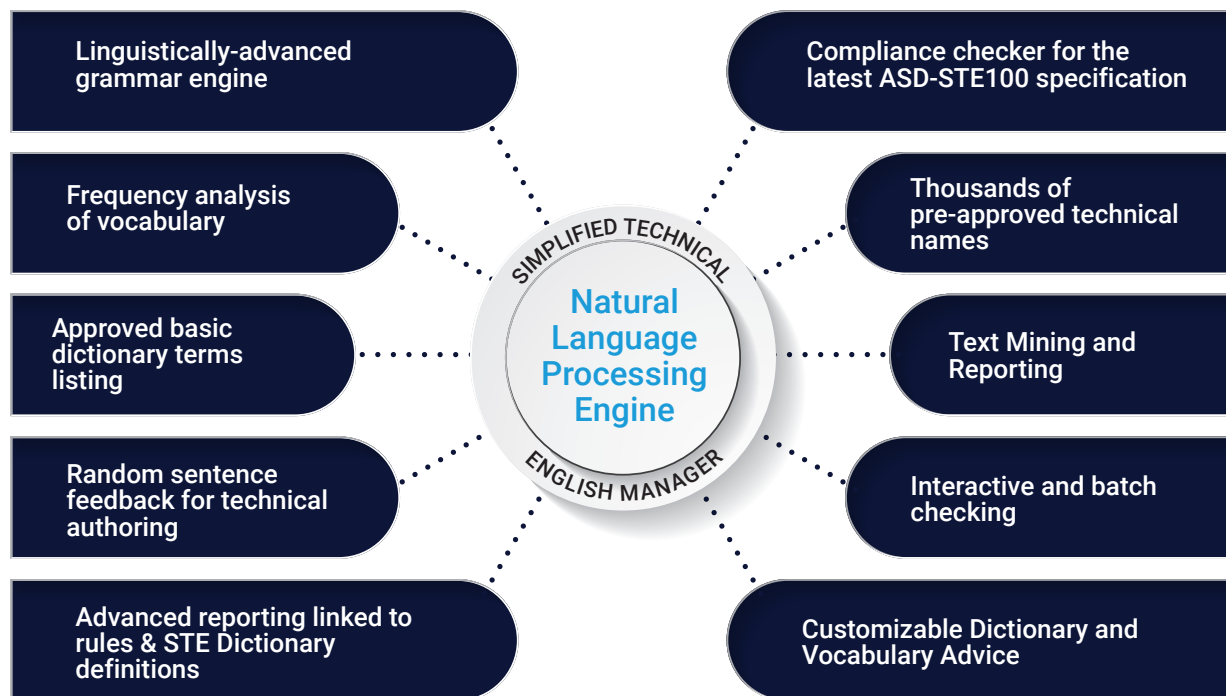 Linguistically-advanced
grammar engine
Frequency analysis
of vocabulary
Approved basic
dictionary terms
listing
Random sentence
feedback for technical
authoring
Advanced reporting linked to
rules & STE Dictionary
definitions
SIMPLIFIED TECHNICAL
Natural
Language
Processing
Engine
ENGLISH MANAGER
Compliance checker for the
latest ASD-STE100 specification
Thousands of
pre-approved technical
names
Text Mining and
Reporting
Interactive and batch
checking
Customizable Dictionary and
Vocabulary Advice